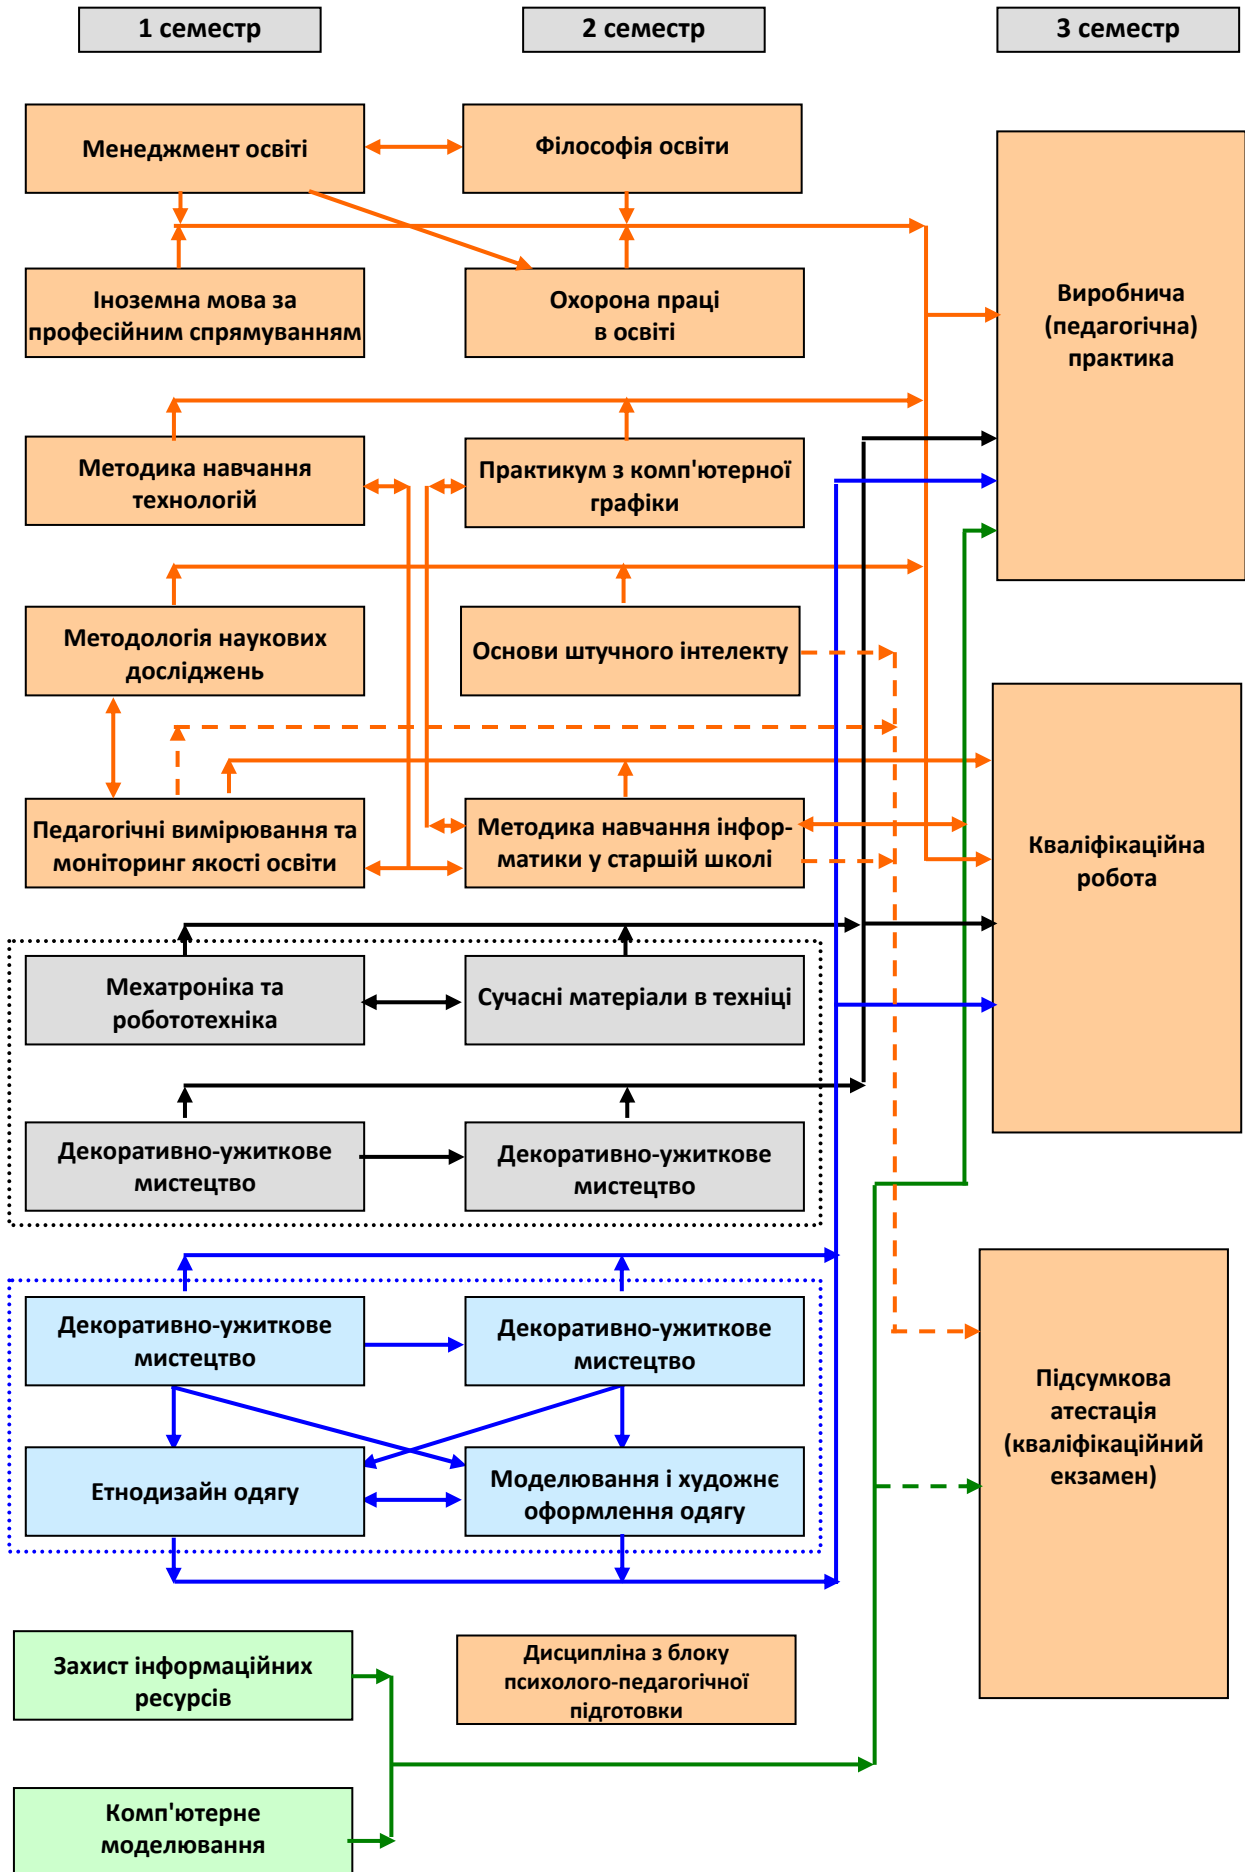 1 семестр
2 семестр
3 семестр
Менеджмент освіті
Філософія освіти
Іноземна мова за
професійним спрямуванням
Охорона праці
в освіті
Виробнича
(педагогічна)
практика
Методика навчання
технологій
Практикум з комп'ютерної
графіки
Методологія наукових
досліджень
Основи штучного інтелекту
Педагогічні вимірювання та
моніторинг якості освіти
Методика навчання інфор-
матики у старшій школі
Кваліфікаційна
робота
Мехатроніка та
робототехніка
Сучасні матеріали в техніці
Декоративно-ужиткове
мистецтво
Декоративно-ужиткове
мистецтво
Декоративно-ужиткове
мистецтво
Декоративно-ужиткове
мистецтво
Підсумкова
атестація
(кваліфікаційний
екзамен)
Етнодизайн одягу
Моделювання і художнє
оформлення одягу
Захист інформаційних
ресурсів
Дисципліна з блоку
психолого-педагогічної
підготовки
Комп'ютерне
моделювання